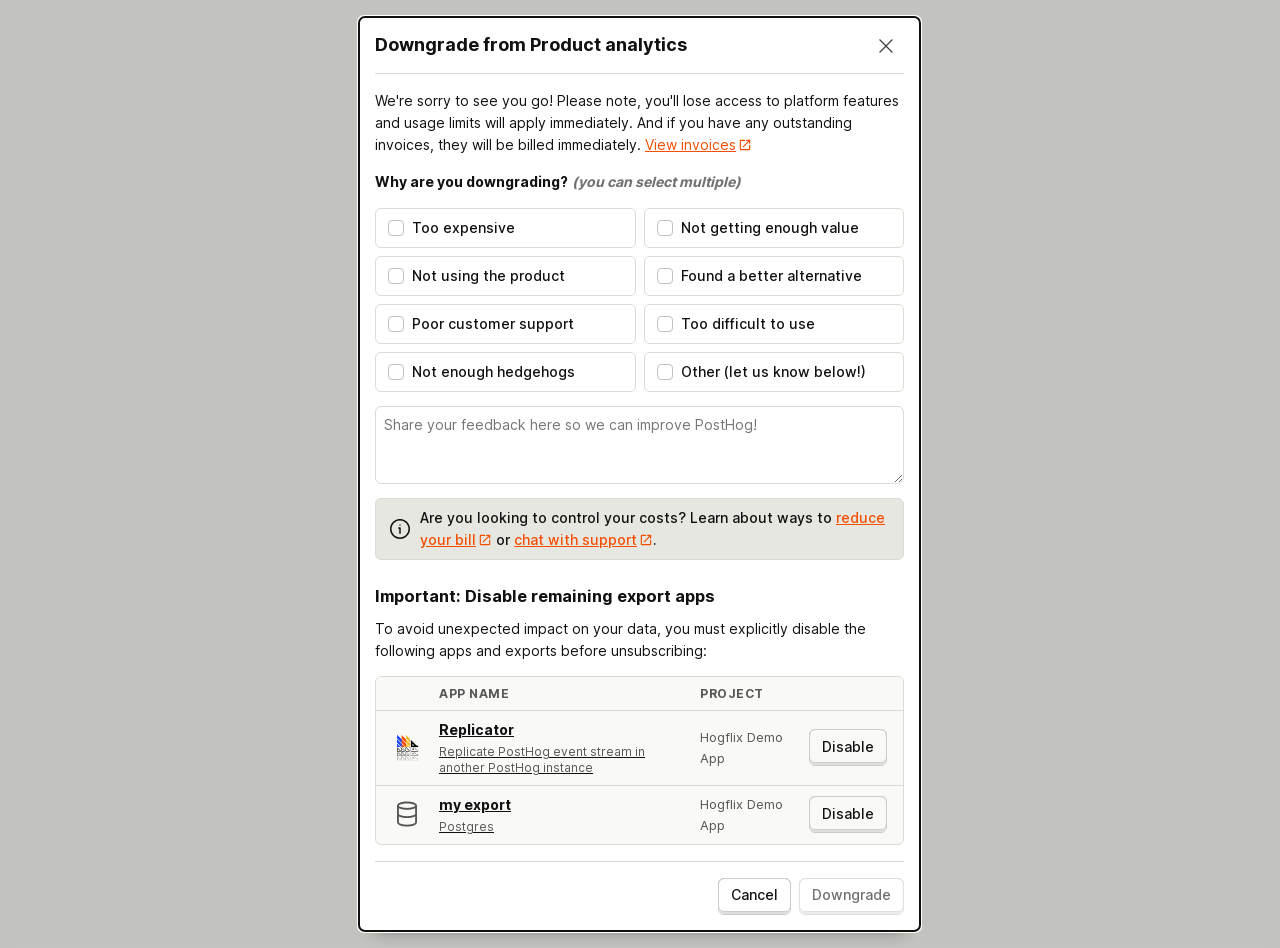 Downgrade from Product analytics
We're sorry to see you go! Please note, you'll lose access to platform features
and usage limits will apply immediately. And if you have any outstanding
invoices, they will be billed immediately. View invoices
Why are you downgrading? (you can select multiple)
Too expensive
Not getting enough value
Not using the product
Found a better alternative
Poor customer support
Too difficult to use
Not enough hedgehogs
Other (let us know below!)
Share your feedback here so we can improve PostHog!
Are you looking to control your costs? Learn about ways to reduce
your bill or chat with support.
Important: Disable remaining export apps
To avoid unexpected impact on your data, you must explicitly disable the
following apps and exports before unsubscribing:
APP NAME PROJECT
Replicator
Replicate PostHog event stream in
another PostHog instance
Hogflix Demo
App
Disable
my export
Postgres
Hogflix Demo
App
Disable
Cancel
Downgrade